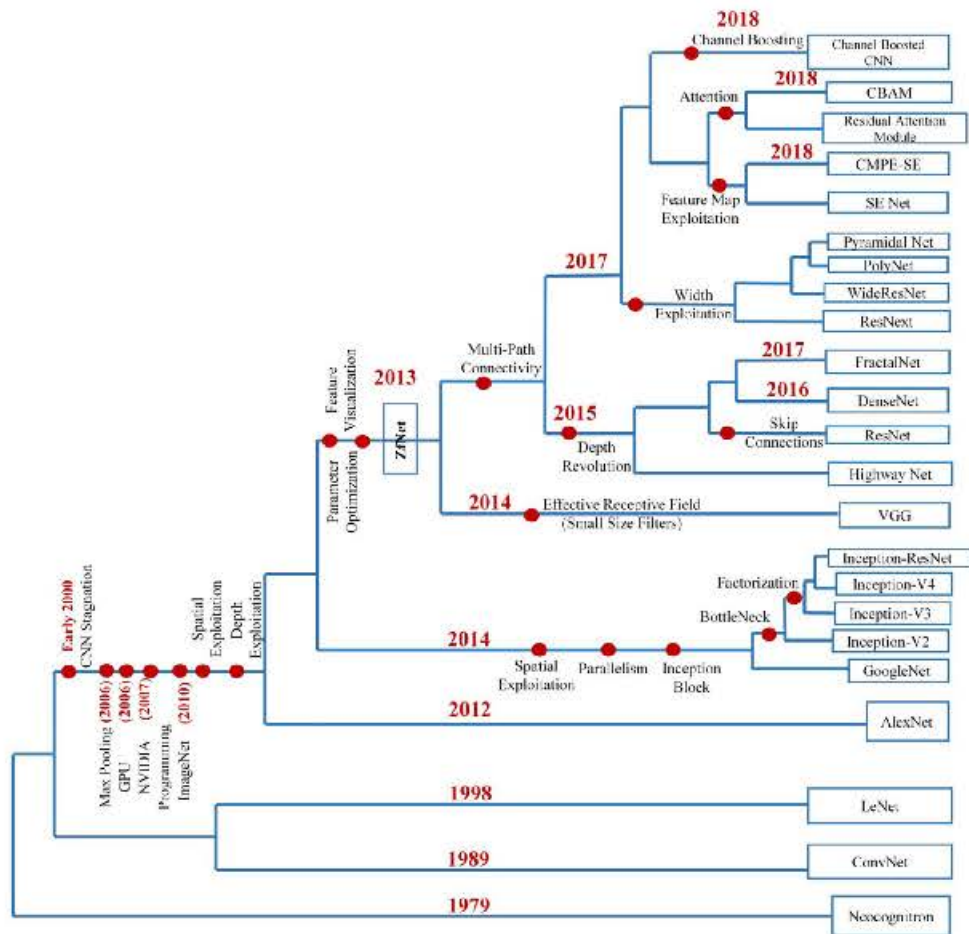 2018
Channel Boosting
Channel Boosted
CNN
2018
Attention
CBAM
Residual Attention
Module
2018
CMPE-SE
Feature Map
Exploitation
SE Net
Pyramidal Net
PolyNet
2017
Width
Exploitation
WideResNet
ResNext
Multi-Path
Connectivity
2017
FractalNet
2016
DenseNet
2015
Depth
Revolution
Skip
Connections
ResNet
Highway Net
2013
ZfNet
Feature
Visualization
Parameter
Optimization
2014
Effective Receptive Field
(Small Size Filters)
VGG
Inception-ResNet
Factorization
Inception-V4
BottleNeck
Inception-V3
Inception-V2
2014
Spatial
Exploitation
Parallelism
Inception
Block
GoogleNet
Early 2000
CNN Stagnation
Spatial
Exploitation
Depth
Exploitation
Max Pooling (2006)
GPU (2006)
NVIDIA (2007)
Programming
ImageNet (2010)
2012
AlexNet
1998
LeNet
1989
ConvNet
1979
Neocognitron